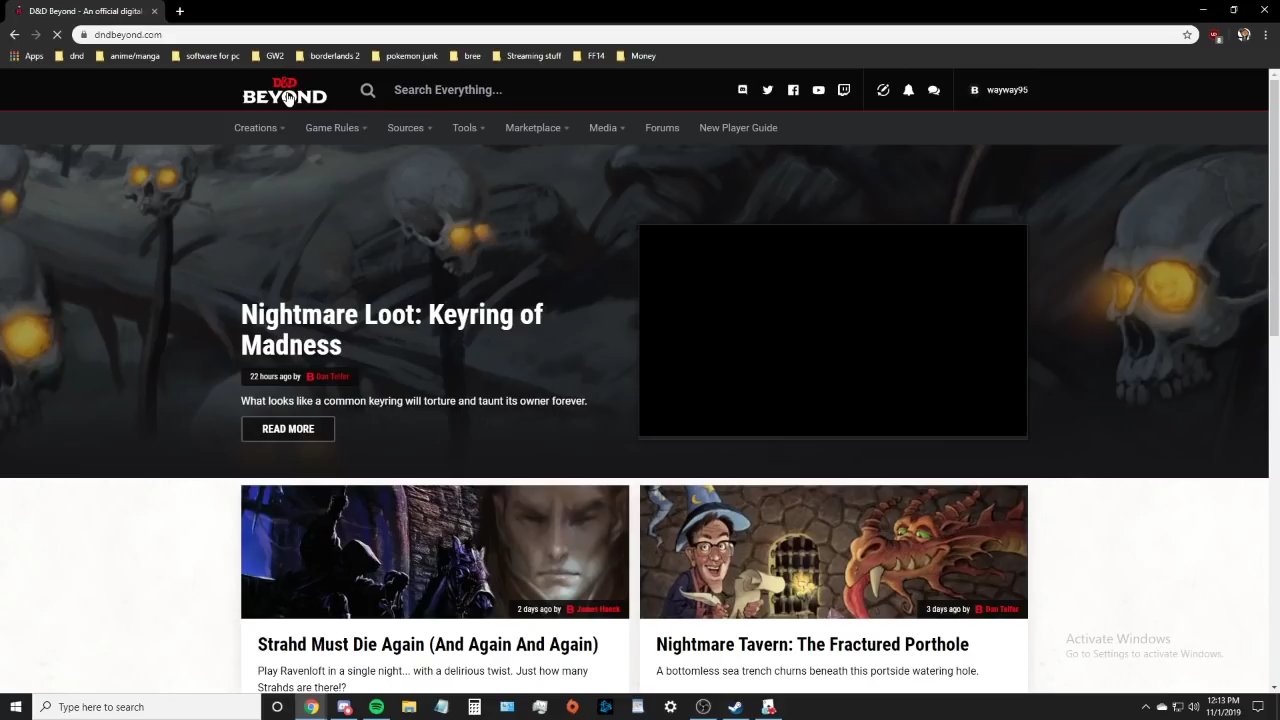 D&D Beyond - An official digital
dndbeyond.com
Apps dnd anime/manga software for pc GW2 borderlands 2 pokemon junk bree Streaming stuff FF14 Money
D&D
BEYOND
Search Everything...
wayway95
Creations Game Rules Sources Tools Marketplace Media Forums New Player Guide
Nightmare Loot: Keyring of
Madness
22 hours ago by Dan Telfer
What looks like a common keyring will torture and taunt its owner forever.
READ MORE
2 days ago by James Haeck
3 days ago by Dan Telfer
Strahd Must Die Again (And Again And Again)
Play Ravenloft in a single night... with a delirious twist. Just how many
Strahds are there!?
Nightmare Tavern: The Fractured Porthole
A bottomless sea trench churns beneath this portside watering hole.
Activate Windows
Go to Settings to activate Windows.
Type here to search
12:13 PM
11/1/2019